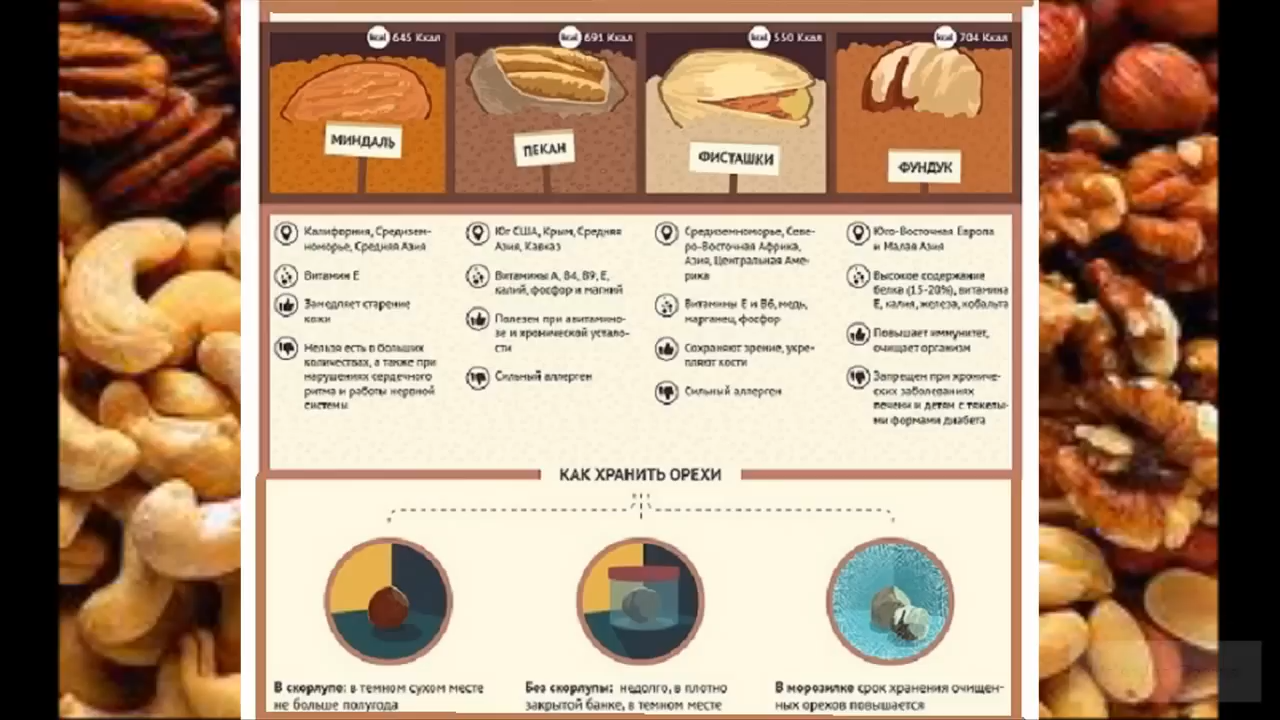 kcal 645 Ккал
kcal 691 Ккал
kcal 550 Ккал
kcal 704 Ккал
МИНДАЛЬ
ПЕКАН
ФИСТАШКИ
ФУНДУК
Калифорния, Средизем-
номорье, Средняя Азия
Витамин Е
Замедляет старение
кожи
Нельзя есть в больших
количествах, а также при
нарушениях сердечного
ритма и работы нервной
системы
Юг США, Крым, Средняя
Азия, Кавказ
Витамины А, В4, В9, Е,
калий, фосфор и магний
Полезен при авитамино-
зе и хронической устало-
сти
Сильный аллерген
Средиземноморье, Севе-
ро-Восточная Африка,
Азия, Центральная Аме-
рика
Витамины Е и В6, медь,
марганец, фосфор
Сохраняют зрение, укре-
пляют кости
Сильный аллерген
Юго-Восточная Европа
и Малая Азия
Высокое содержание
белка (15-20%), витамина
Е, калия, железа, кобальта
Повышает иммунитет,
очищает организм
Запрещен при хрониче-
ских заболеваниях
печени и детям с тяжелы-
ми формами диабета
КАК ХРАНИТЬ ОРЕХИ
В скорлупе: в темном сухом месте
не больше полугода
Без скорлупы: недолго, в плотно
закрытой банке, в темном месте
В морозилке срок хранения очищен-
ных орехов повышается